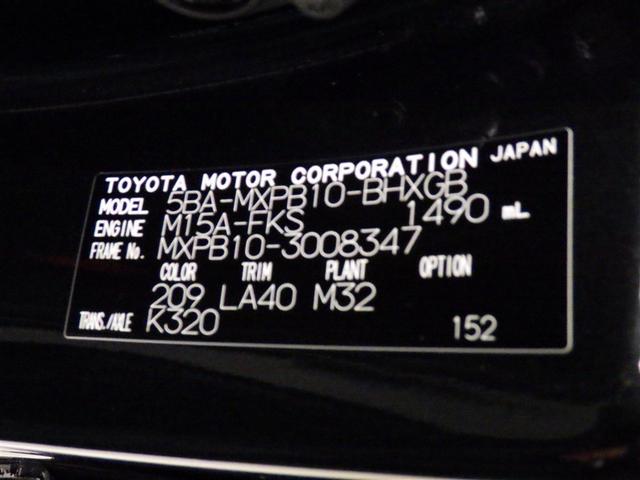 TOYOTA MOTOR CORPORATION JAPAN
MODEL 5BA-MXPB10-BHXGB
ENGINE M15A-FKS 1490 mL
FRAME No. MXPB10-3008347
COLOR TRIM PLANT OPTION
209 LA40 M32
TRANS./AXLE K320 152